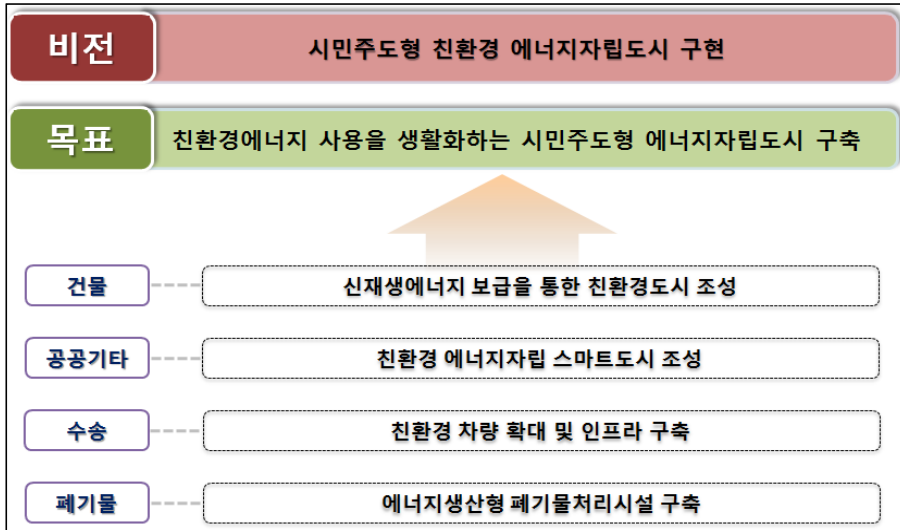 비전
시민주도형 친환경 에너지자립도시 구현
목표
친환경에너지 사용을 생활화하는 시민주도형 에너지자립도시 구축
건물
신재생에너지 보급을 통한 친환경도시 조성
공공기타
친환경 에너지자립 스마트도시 조성
수송
친환경 차량 확대 및 인프라 구축
폐기물
에너지생산형 폐기물처리시설 구축